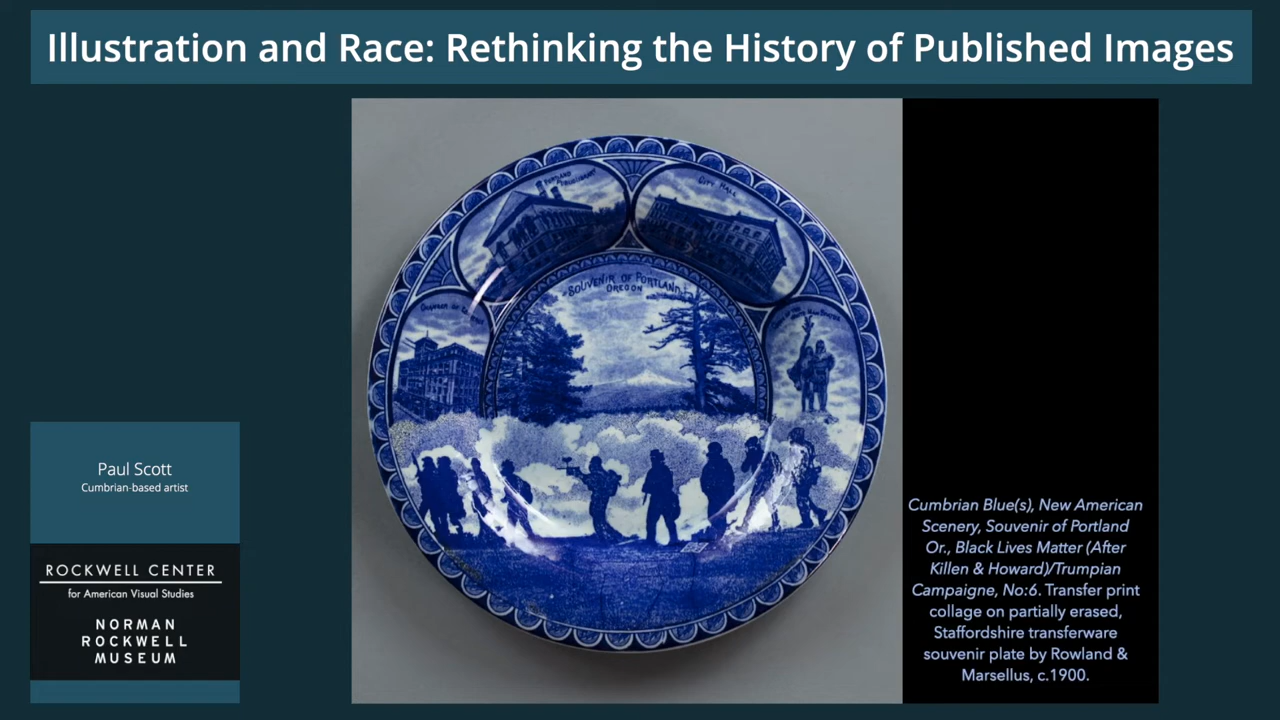 Illustration and Race: Rethinking the History of Published Images
PORTLAND
CITY HALL
SOUVENIR OF PORTLAND
OREGON
Paul Scott
Cumbrian-based artist
ROCKWELL CENTER
for American Visual Studies
NORMAN
ROCKWELL
MUSEUM
Cumbrian Blue(s), New American
Scenery, Souvenir of Portland
Or., Black Lives Matter (After
Killen & Howard)/Trumpian
Campaigne, No:6. Transfer print
collage on partially erased,
Staffordshire transferware
souvenir plate by Rowland &
Marsellus, c.1900.